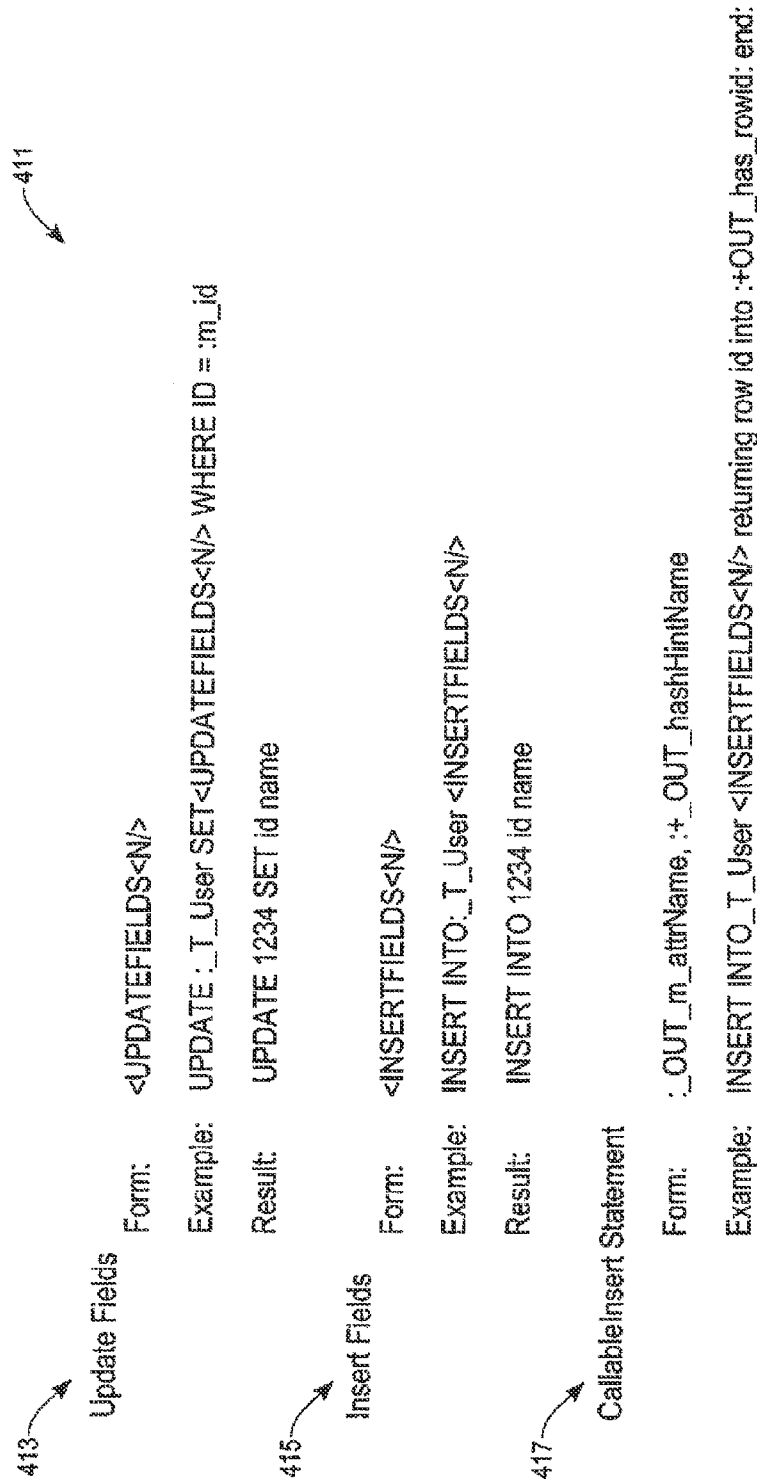 411
413
Update Fields
Form: <UPDATEFIELDS<N/>
Example: UPDATE :_T_User SET<UPDATEFIELDS<N/> WHERE ID = :m_id
Result: UPDATE 1234 SET id name
415
Insert Fields
Form: <INSERTFIELDS<N/>
Example: INSERT INTO:_T_User <INSERTFIELDS<N/>
Result: INSERT INTO 1234 id name
417
CallableInsert Statement
Form: :_OUT_m_attrName, :+_OUT_hashHintName
Example: INSERT INTO_T_User <INSERTFIELDS<N/> returning row id into :+OUT_has_rowid: end: